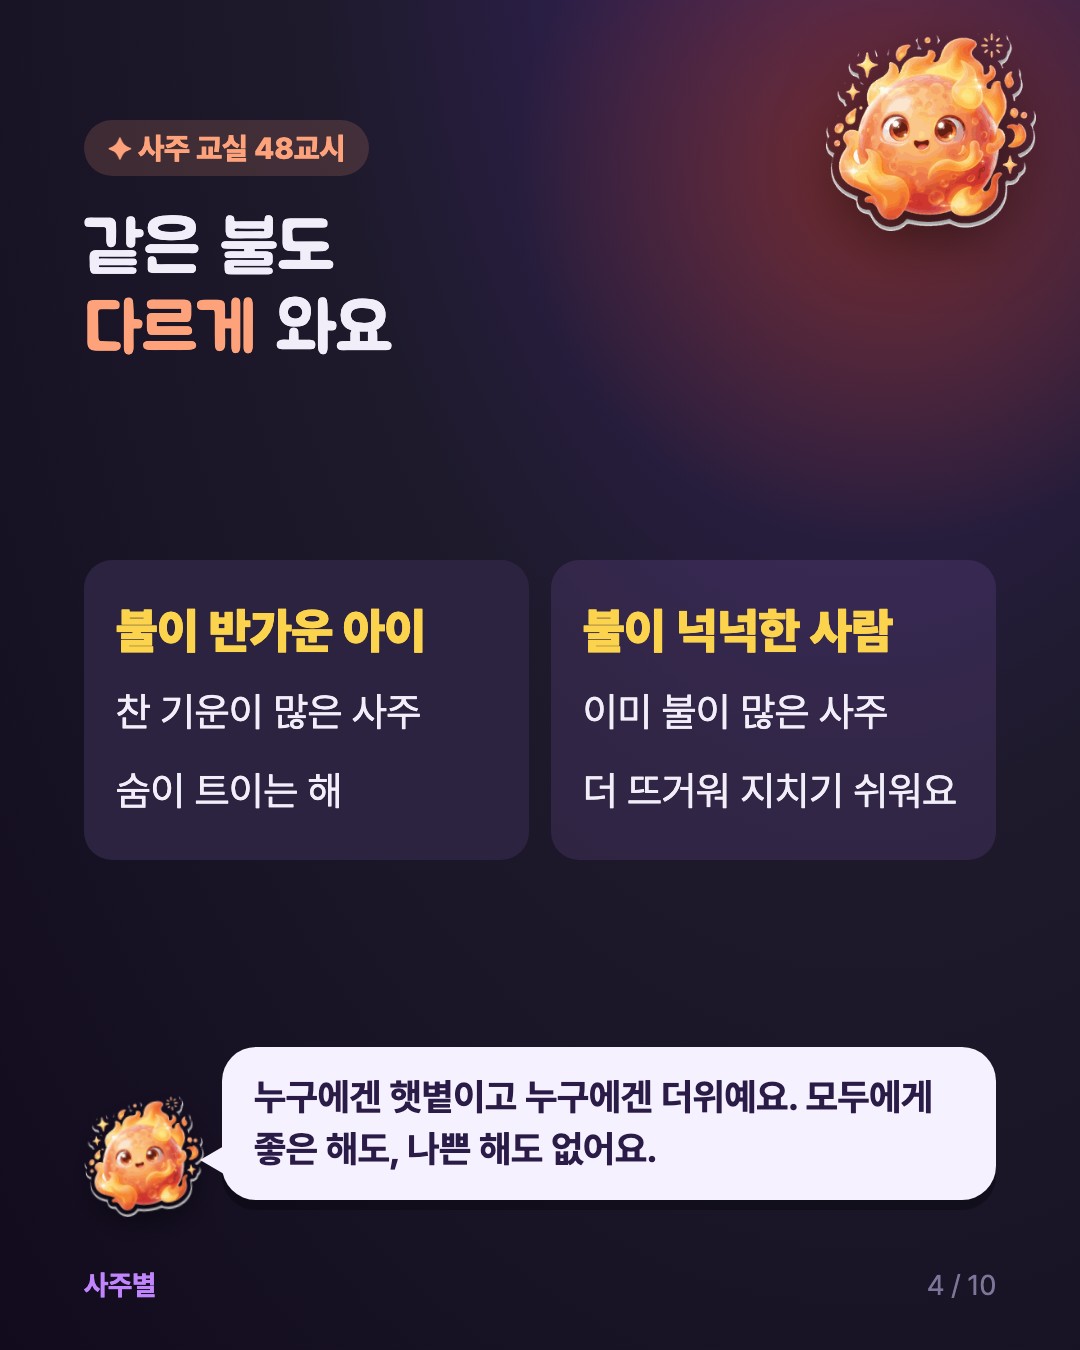 ✦ 사주 교실 48교시
같은 불도
다르게 와요
불이 반가운 아이
찬 기운이 많은 사주
숨이 트이는 해
불이 넉넉한 사람
이미 불이 많은 사주
더 뜨거워 지치기 쉬워요
누구에겐 햇볕이고 누구에겐 더위예요. 모두에게
좋은 해도, 나쁜 해도 없어요.
사주별
4 / 10